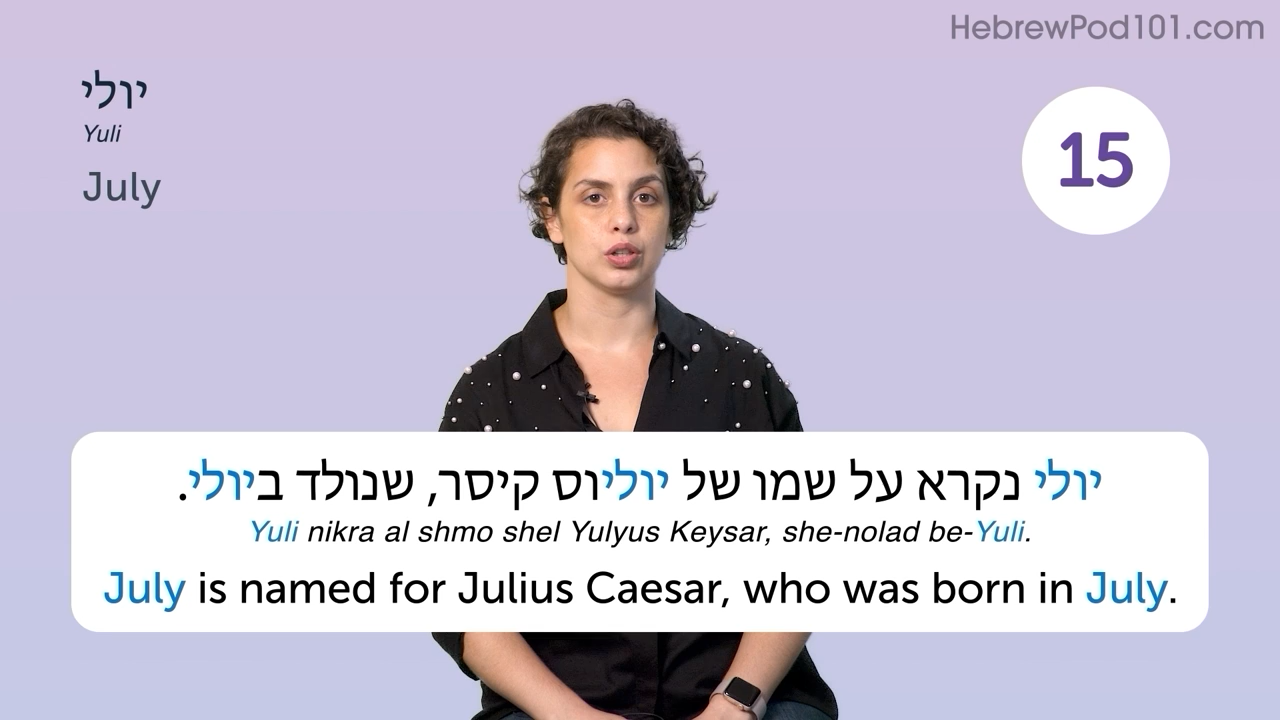 HebrewPod101.com
יולי
Yuli
July
15
יולי נקרא על שמו של יוליוס קיסר, שנולד ביולי.
Yuli nikra al shmo shel Yulyus Keysar, she-nolad be-Yuli.
July is named for Julius Caesar, who was born in July.